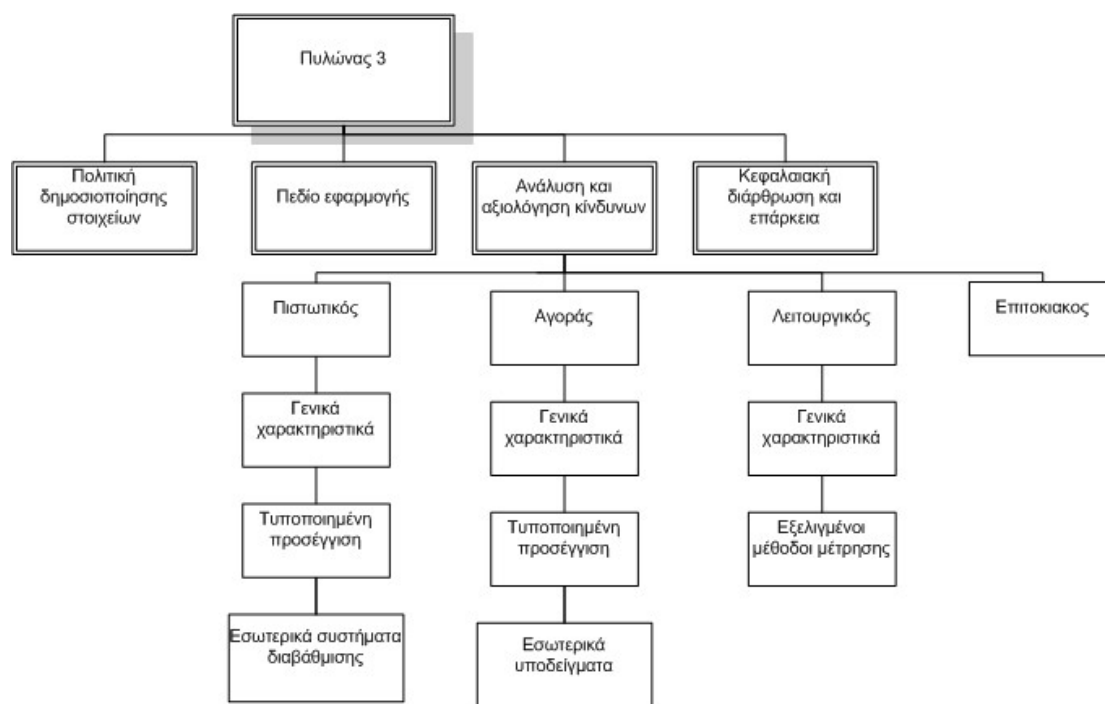 Πυλώνας 3
Πολιτική
δημοσιοποίησης
στοιχείων
Πεδίο εφαρμογής
Ανάλυση και
αξιολόγηση κίνδυνων
Κεφαλαιακή
διάρθρωση και
επάρκεια
Πιστωτικός
Αγοράς
Λειτουργικός
Επιτοκιακος
Γενικά
χαρακτηριστικά
Γενικά
χαρακτηριστικά
Γενικά
χαρακτηριστικά
Τυποποιημένη
προσέγγιση
Τυποποιημένη
προσέγγιση
Εξελιγμένοι
μέθοδοι μέτρησης
Εσωτερικά συστήματα
διαβάθμισης
Εσωτερικά
υποδείγματα